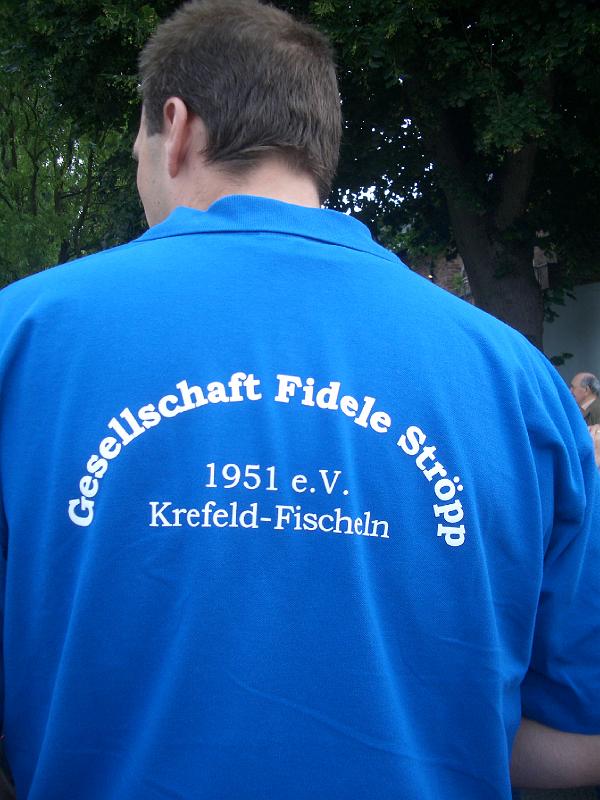 Gesellschaft Fidele Ströpp
1951 e.V.
Krefeld-Fischeln